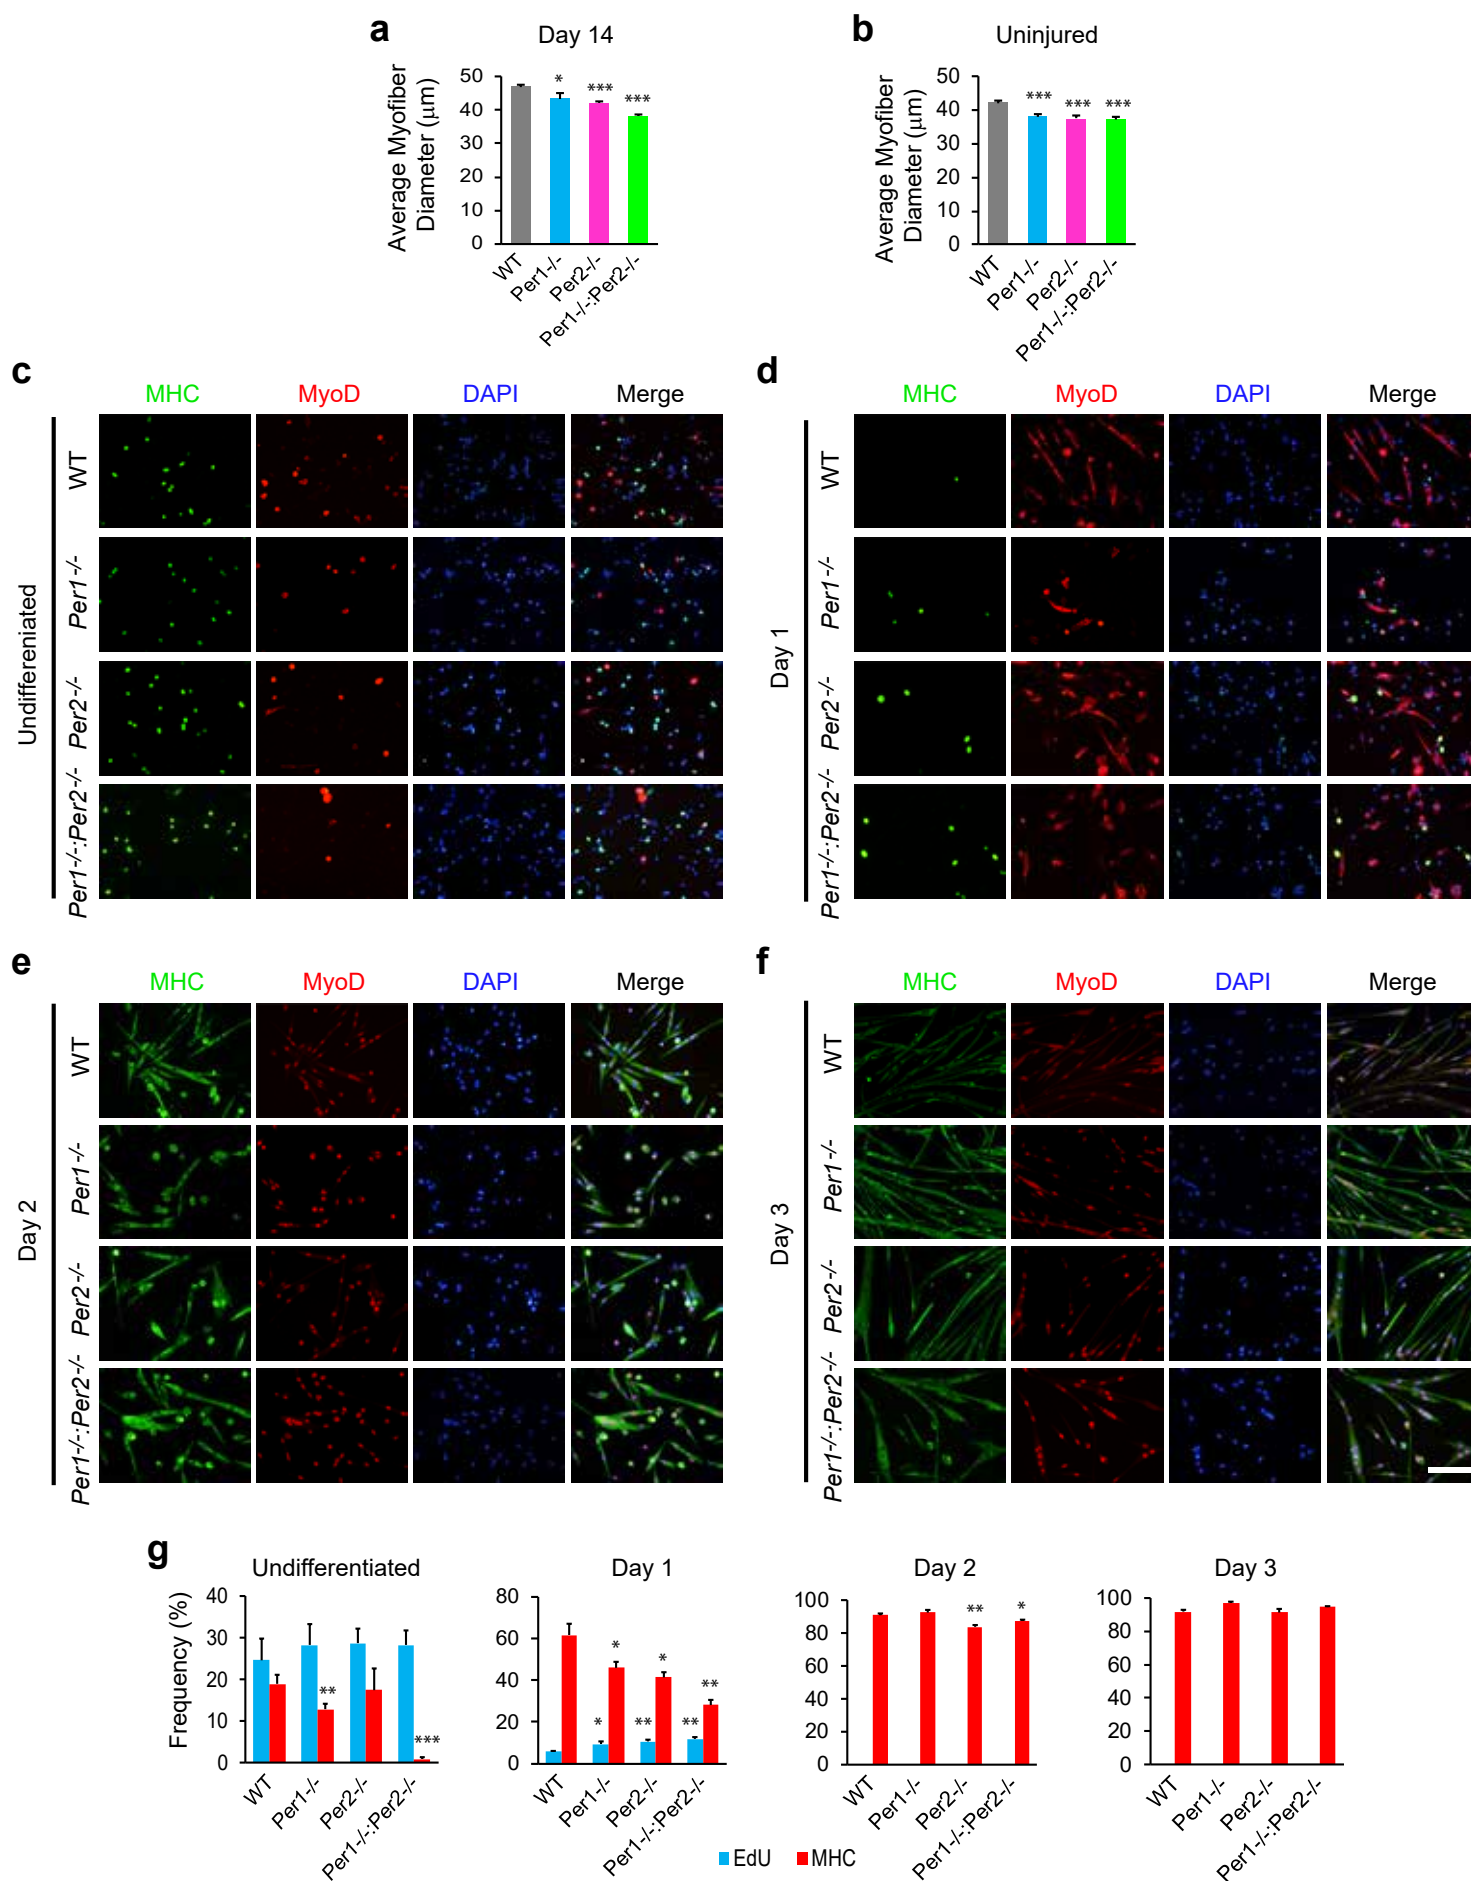 a
Day 14
Average Myofiber
Diameter (μm)
50
40
30
20
10
0
*
***
***
WT
Per1-/-
Per2-/-
Per1-/-:Per2-/-
b
Uninjured
Average Myofiber
Diameter (μm)
50
40
30
20
10
0
***
***
***
WT
Per1-/-
Per2-/-
Per1-/-:Per2-/-
c
MHC MyoD DAPI Merge
Undiffereniated
WT
Per1-/-
Per2-/-
Per1-/-:Per2-/-
d
MHC MyoD DAPI Merge
Day 1
WT
Per1-/-
Per2-/-
Per1-/-:Per2-/-
e
MHC MyoD DAPI Merge
Day 2
WT
Per1-/-
Per2-/-
Per1-/-:Per2-/-
f
MHC MyoD DAPI Merge
Day 3
WT
Per1-/-
Per2-/-
Per1-/-:Per2-/-
g
Undifferentiated
Frequency (%)
40
30
20
10
0
**
***
WT
Per1-/-
Per2-/-
Per1-/-:Per2-/-
Day 1
80
60
40
20
0
* * ** * ** **
WT
Per1-/-
Per2-/-
Per1-/-:Per2-/-
Day 2
100
80
60
40
20
0
** *
WT
Per1-/-
Per2-/-
Per1-/-:Per2-/-
Day 3
100
80
60
40
20
0
WT
Per1-/-
Per2-/-
Per1-/-:Per2-/-
EdU MHC